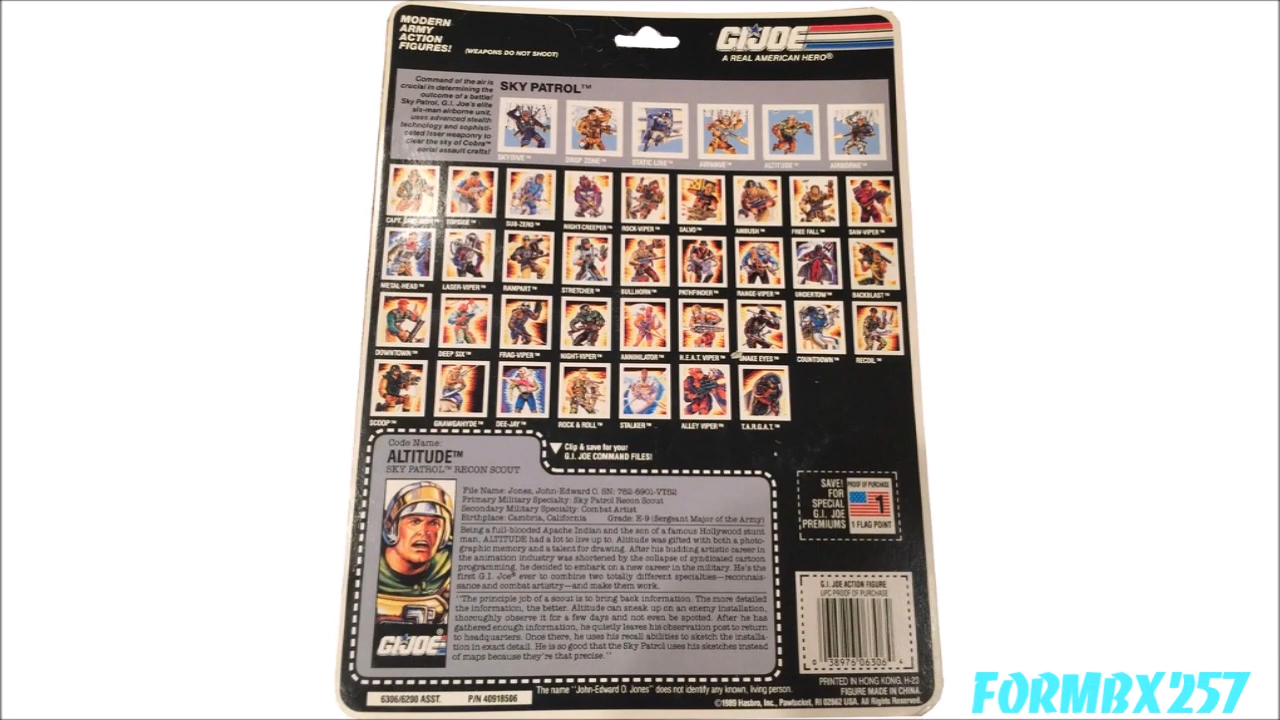 MODERN
ARMY
ACTION
FIGURES!
(WEAPONS DO NOT SHOOT)
G.I. JOE
A REAL AMERICAN HERO®
Command of the air is
crucial in determining the
outcome of a battle!
Sky Patrol, G.I. Joe's elite
six-man airborne unit,
uses advanced stealth
technology and sophisti-
cated laser weaponry to
clear the sky of Cobra™
aerial assault crafts!
SKY PATROL™
SKYDIVE™ DROP ZONE™ STATIC LINE™ AIRWAVE™ ALTITUDE™ AIRBORNE™
CAPT. TOPSIDE™ SUB-ZERO™ NIGHT-CREEPER™ ROCK-VIPER™ SALVO™ AMBUSH™ FREE FALL™ SAW-VIPER™
METAL-HEAD™ LASER-VIPER™ RAMPART™ STRETCHER™ BULLHORN™ PATHFINDER™ RANGE-VIPER™ UNDERTOW™ BACKBLAST™
DOWNTOWN™ DEEP SIX™ FRAG-VIPER™ NIGHT-VIPER™ ANNIHILATOR™ H.E.A.T. VIPER™ SNAKE EYES™ COUNTDOWN™ RECOIL™
SCOOP™ GNAWGAHYDE™ DEE-JAY™ ROCK & ROLL™ STALKER™ ALLEY VIPER™ T.A.R.G.A.T.™
Clip & save for your
G.I. JOE COMMAND FILES!
Code Name:
ALTITUDE™
SKY PATROL™ RECON SCOUT
File Name: Jones, John-Edward O. SN: 782-8901-VT52
Primary Military Specialty: Sky Patrol Recon Scout
Secondary Military Specialty: Combat Artist
Birthplace: Cambria, California Grade: E-9 (Sergeant Major of the Army)
Being a full-blooded Apache Indian and the son of a famous Hollywood stunt
man, ALTITUDE had a lot to live up to. Altitude was gifted with both a photo-
graphic memory and a talent for drawing. After his budding artistic career in
the animation industry was shortened by the collapse of syndicated cartoon
programming, he decided to embark on a new career in the military. He's the
first G.I. Joe® ever to combine two totally different specialties—reconnais-
sance and combat artistry—and make them work.
"The principle job of a scout is to bring back information. The more detailed
the information, the better. Altitude can sneak up on an enemy installation,
thoroughly observe it for a few days and not even be spotted. After he has
gathered enough information, he quietly leaves his observation post to return
to headquarters. Once there, he uses his recall abilities to sketch the installa-
tion in exact detail. He is so good that the Sky Patrol uses his sketches instead
of maps because they're that precise."
G.I. JOE
SAVE!
FOR
SPECIAL
G.I. JOE
PREMIUMS
PROOF OF PURCHASE
1
1 FLAG POINT
G.I. JOE ACTION FIGURE
UPC PROOF OF PURCHASE
0 38976 06306 4
PRINTED IN HONG KONG, H-23
FIGURE MADE IN CHINA.
©1989 Hasbro, Inc., Pawtucket, RI 02862 USA. All Rights Reserved.
6306/6290 ASST. P/N 40918506
The name "John-Edward O. Jones" does not identify any known, living person.
FORMBX257